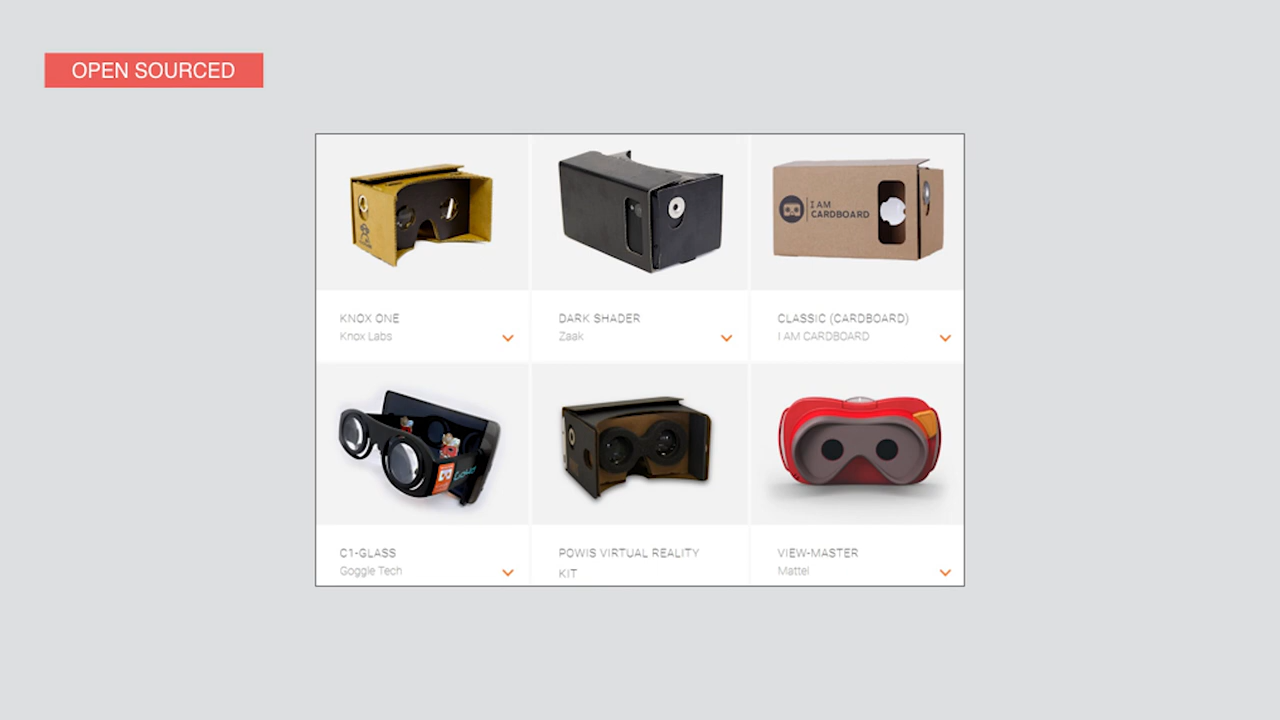 OPEN SOURCED
I AM
CARDBOARD
KNOX ONE
Knox Labs
DARK SHADER
Zaak
CLASSIC (CARDBOARD)
I AM CARDBOARD
C1-GLASS
Goggle Tech
POWIS VIRTUAL REALITY
KIT
VIEW-MASTER
Mattel